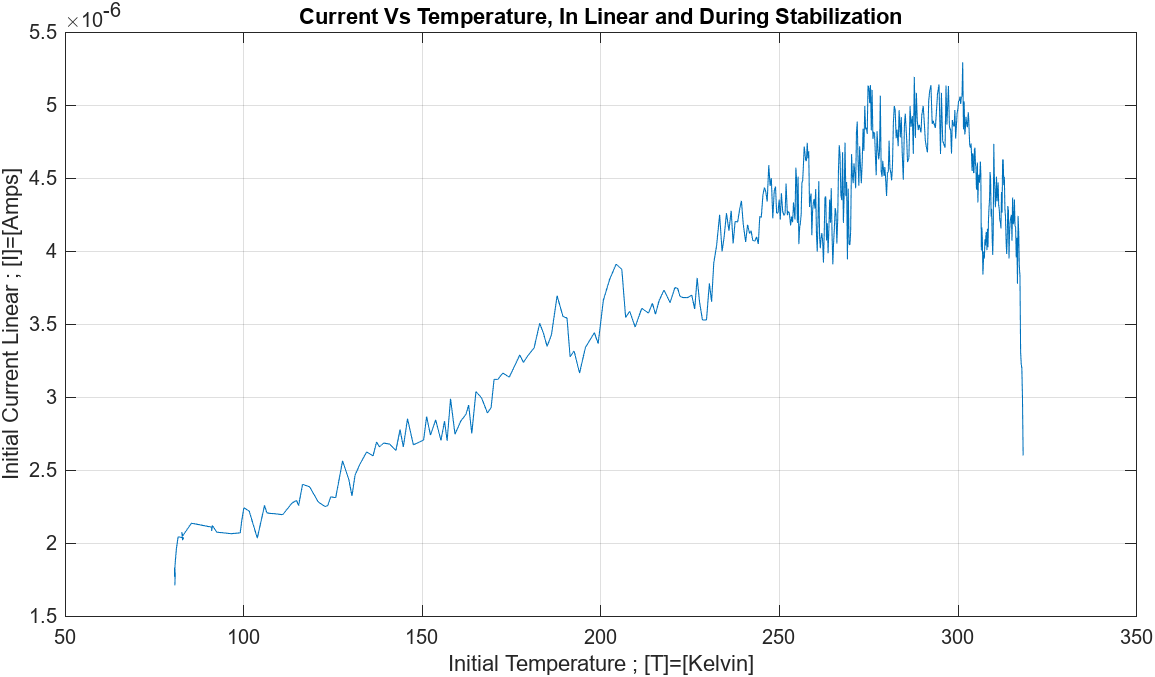 Current Vs Temperature, In Linear and During Stabilization
×10-6
5.5
5
4.5
4
3.5
3
2.5
2
1.5
Initial Current Linear ; [I]=[Amps]
50 100 150 200 250 300 350
Initial Temperature ; [T]=[Kelvin]